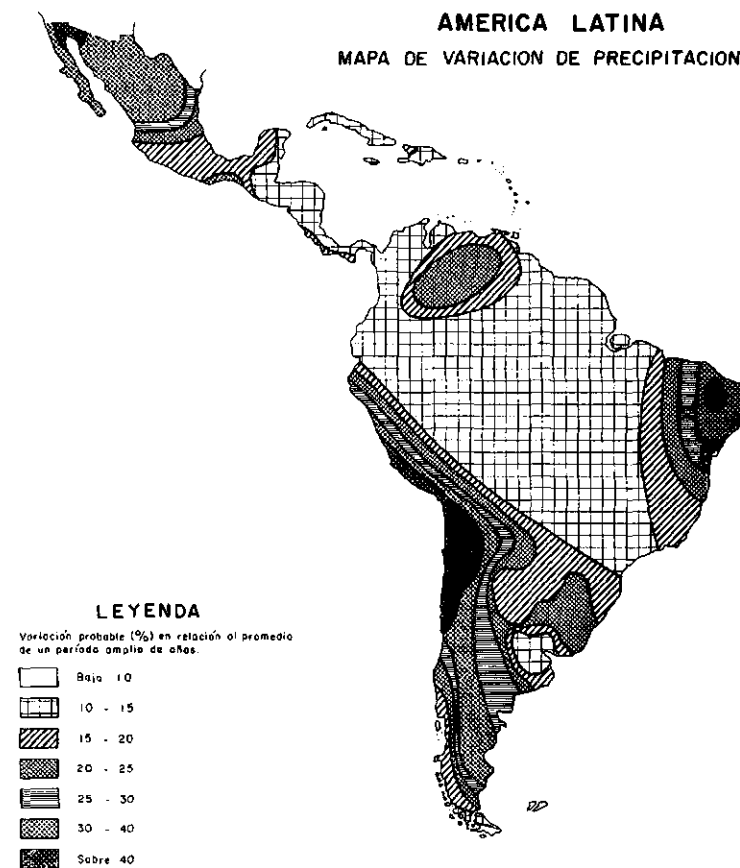 AMERICA LATINA
MAPA DE VARIACION DE PRECIPITACION
LEYENDA
Variación probable (%) en relación al promedio
de un período amplio de años.
Bajo 10
10 - 15
15 - 20
20 - 25
25 - 30
30 - 40
Sobre 40